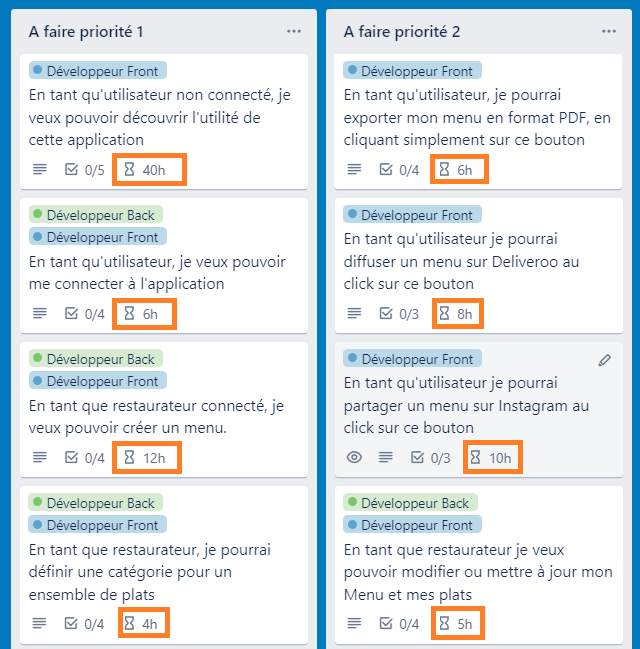 A faire priorité 1
Développeur Front
En tant qu'utilisateur non connecté, je
veux pouvoir découvrir l'utilité de
cette application
0/5 40h
Développeur Back
Développeur Front
En tant qu'utilisateur, je veux pouvoir
me connecter à l'application
0/4 6h
Développeur Back
Développeur Front
En tant que restaurateur connecté, je
veux pouvoir créer un menu.
0/4 12h
Développeur Back
Développeur Front
En tant que restaurateur, je pourrai
définir une catégorie pour un
ensemble de plats
0/4 4h
A faire priorité 2
Développeur Front
En tant qu'utilisateur, je pourrai
exporter mon menu en format PDF, en
cliquant simplement sur ce bouton
0/4 6h
Développeur Front
En tant qu'utilisateur je pourrai
diffuser un menu sur Deliveroo au
click sur ce bouton
0/3 8h
Développeur Front
En tant qu'utilisateur je pourrai
partager un menu sur Instagram au
click sur ce bouton
0/3 10h
Développeur Back
Développeur Front
En tant que restaurateur je veux
pouvoir modifier ou mettre à jour mon
Menu et mes plats
0/4 5h